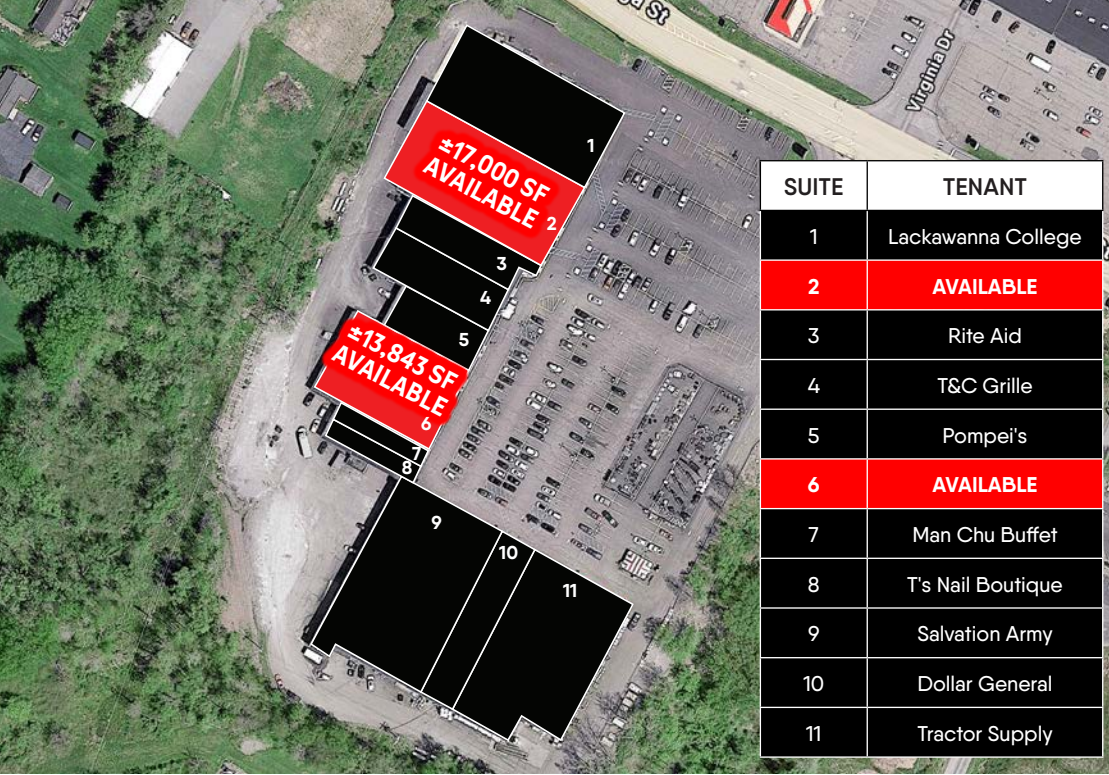 Virginia Dr
1
±17,000 SF
AVAILABLE
2
3
4
5
±13,843 SF
AVAILABLE
6
7
8
9
10
11
SUITE TENANT
1 Lackawanna College
2 AVAILABLE
3 Rite Aid
4 T&C Grille
5 Pompei's
6 AVAILABLE
7 Man Chu Buffet
8 T's Nail Boutique
9 Salvation Army
10 Dollar General
11 Tractor Supply